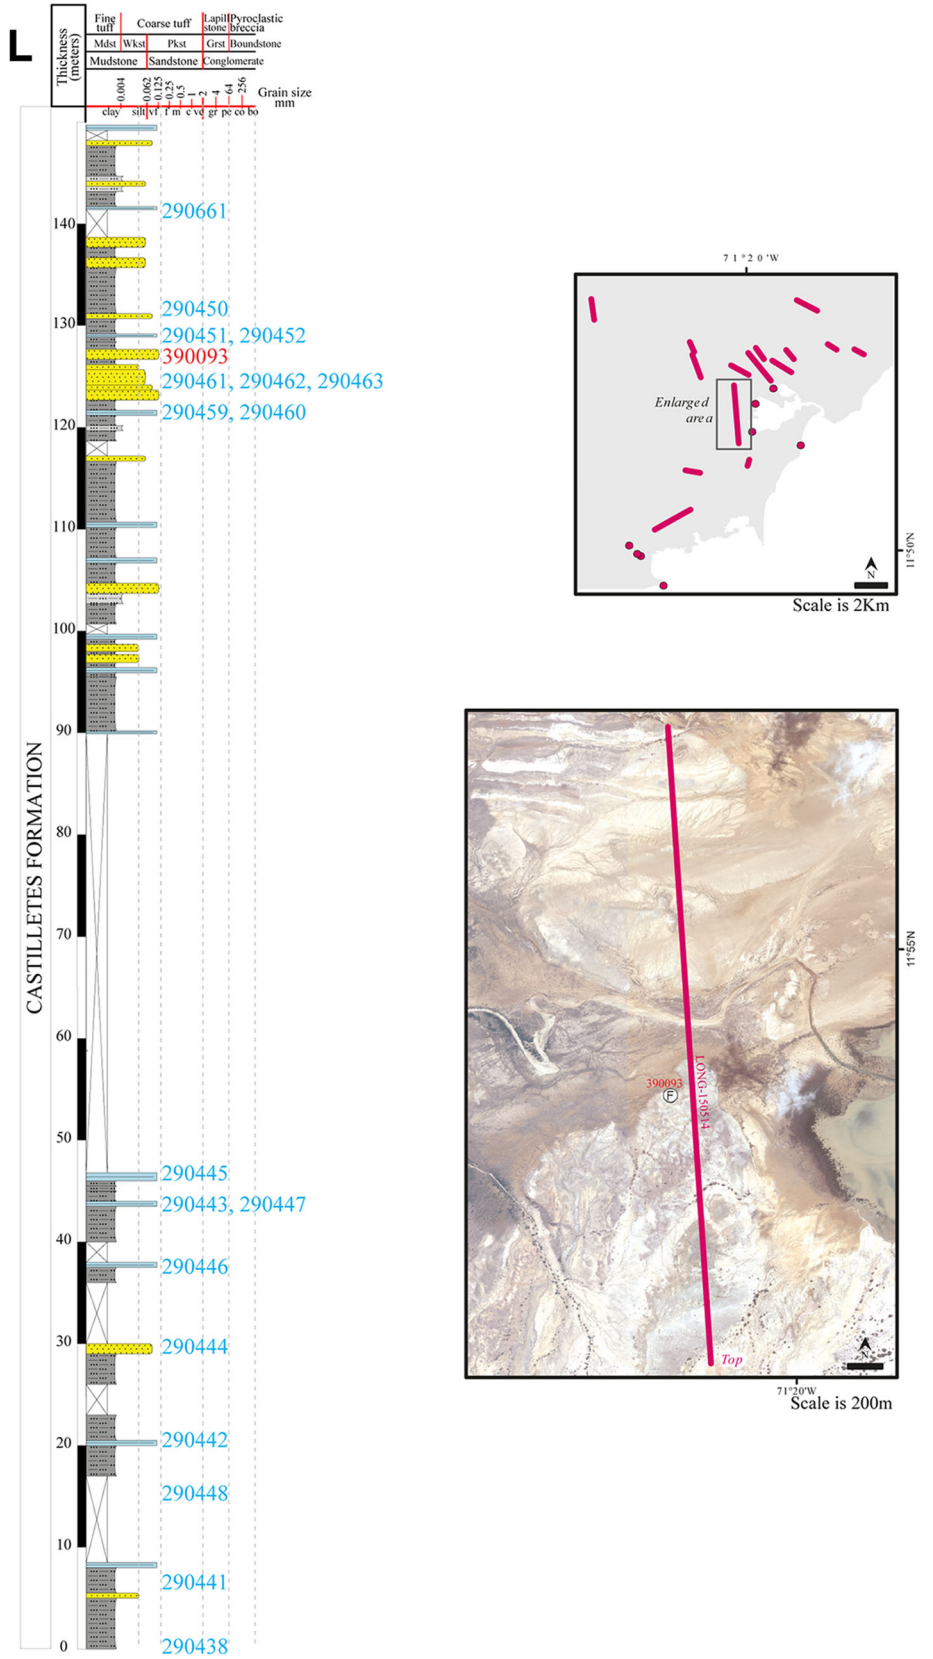 L
Thickness
(meters)
Fine
tuff
Coarse tuff
Lapilli
stone
Pyroclastic
breccia
Mdst
Wkst
Pkst
Grst
Boundstone
Mudstone
Sandstone
Conglomerate
0.004
0.062
0.125
0.25
0.5
1
2
4
64
256
Grain size
mm
clay silt vf f m c vc gr pe co bo
290661
140
290450
130
290451, 290452
390093
290461, 290462, 290463
290459, 290460
120
110
100
90
80
70
60
50
290445
290443, 290447
40
290446
30
290444
290442
20
290448
10
290441
0
290438
CASTILLETES FORMATION
71°20'W
Enlarged
area
11°50'N
N
Scale is 2Km
11°55'N
390093
F
LONG-150514
Top
N
71°20'W
Scale is 200m